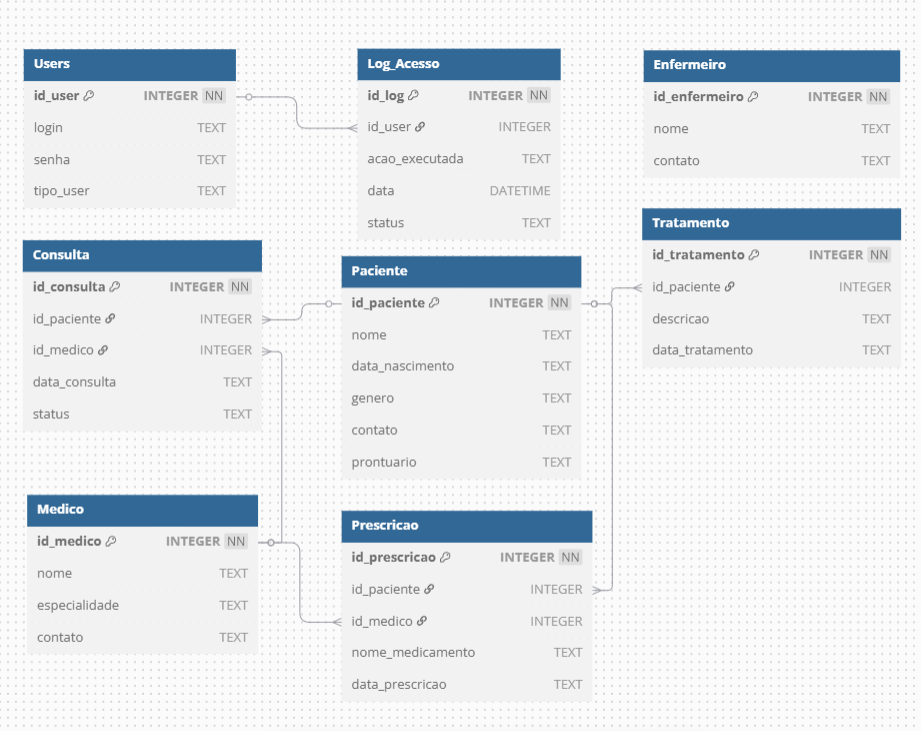 Users
id_user INTEGER NN
login TEXT
senha TEXT
tipo_user TEXT
Log_Acesso
id_log INTEGER NN
id_user INTEGER
acao_executada TEXT
data DATETIME
status TEXT
Enfermeiro
id_enfermeiro INTEGER NN
nome TEXT
contato TEXT
Consulta
id_consulta INTEGER NN
id_paciente INTEGER
id_medico INTEGER
data_consulta TEXT
status TEXT
Paciente
id_paciente INTEGER NN
nome TEXT
data_nascimento TEXT
genero TEXT
contato TEXT
prontuario TEXT
Tratamento
id_tratamento INTEGER NN
id_paciente INTEGER
descricao TEXT
data_tratamento TEXT
Medico
id_medico INTEGER NN
nome TEXT
especialidade TEXT
contato TEXT
Prescricao
id_prescricao INTEGER NN
id_paciente INTEGER
id_medico INTEGER
nome_medicamento TEXT
data_prescricao TEXT